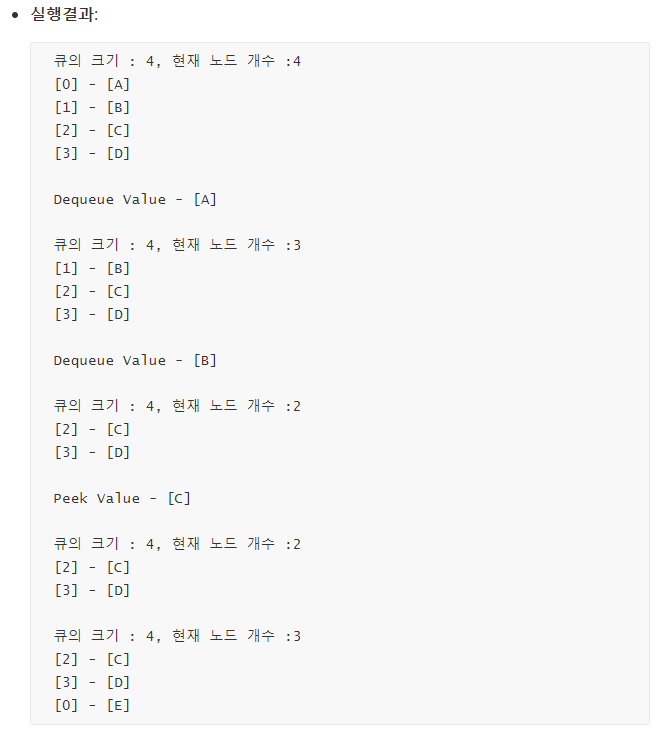 실행결과:
큐의 크기 : 4, 현재 노드 개수 :4
[0] - [A]
[1] - [B]
[2] - [C]
[3] - [D]
Dequeue Value - [A]
큐의 크기 : 4, 현재 노드 개수 :3
[1] - [B]
[2] - [C]
[3] - [D]
Dequeue Value - [B]
큐의 크기 : 4, 현재 노드 개수 :2
[2] - [C]
[3] - [D]
Peek Value - [C]
큐의 크기 : 4, 현재 노드 개수 :2
[2] - [C]
[3] - [D]
큐의 크기 : 4, 현재 노드 개수 :3
[2] - [C]
[3] - [D]
[0] - [E]